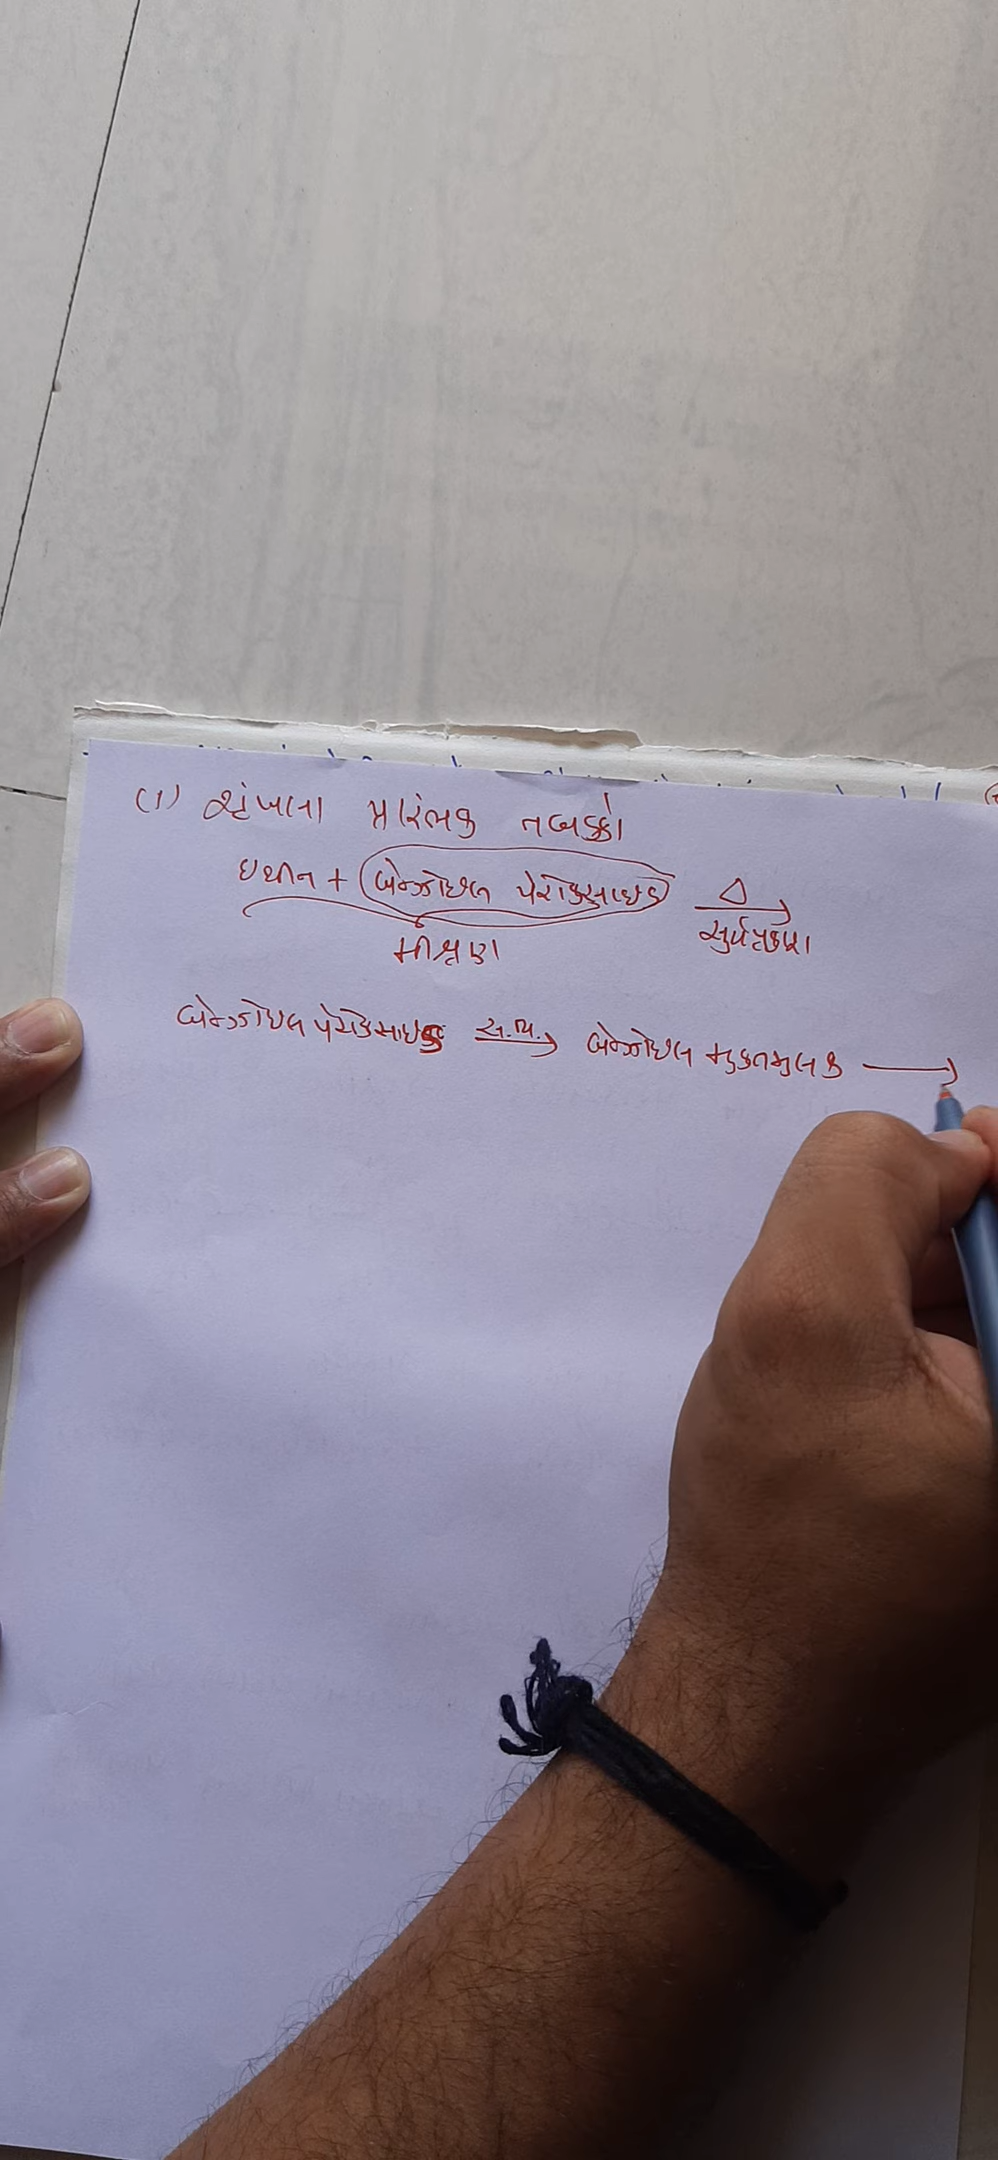 (1) શૃંખલા પ્રારંભક તબક્કો
ઇથીન + બેન્ઝોઇલ પેરોક્સાઇડ Δ →
સુર્યપ્રકાશ
મીશ્રણ
બેન્ઝોઇલ પેરોક્સાઇડ સ.વિ. → બેન્ઝોઇલ મુક્તમુલક →